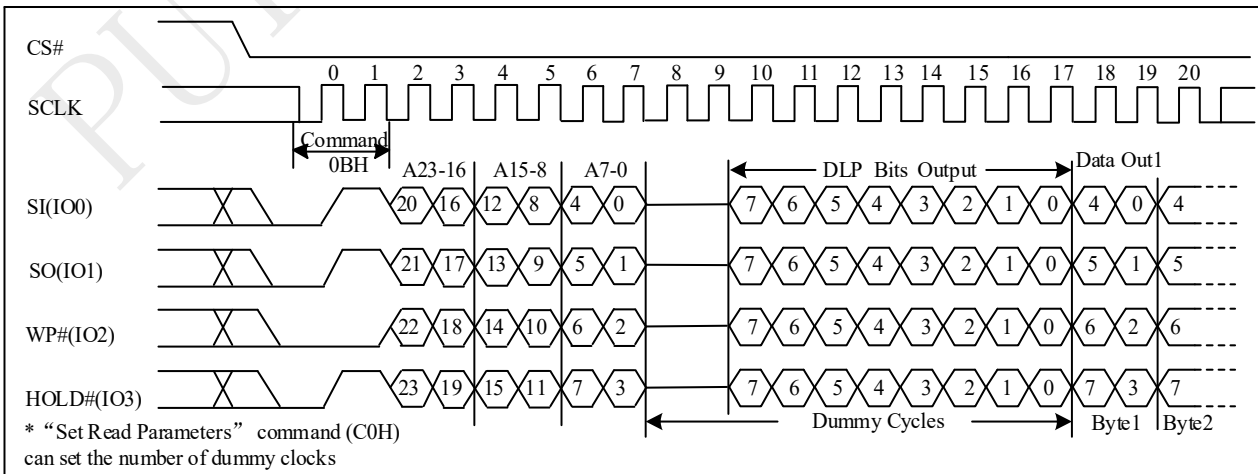 PU
CS#
0 1 2 3 4 5 6 7 8 9 10 11 12 13 14 15 16 17 18 19 20
SCLK
Command
0BH
A23-16 A15-8 A7-0 DLP Bits Output Data Out1
SI(IO0) 20 16 12 8 4 0 7 6 5 4 3 2 1 0 4 0 4
SO(IO1) 21 17 13 9 5 1 7 6 5 4 3 2 1 0 5 1 5
WP#(IO2) 22 18 14 10 6 2 7 6 5 4 3 2 1 0 6 2 6
HOLD#(IO3) 23 19 15 11 7 3 7 6 5 4 3 2 1 0 7 3 7
Dummy Cycles Byte1 Byte2
* “Set Read Parameters” command (C0H)
can set the number of dummy clocks